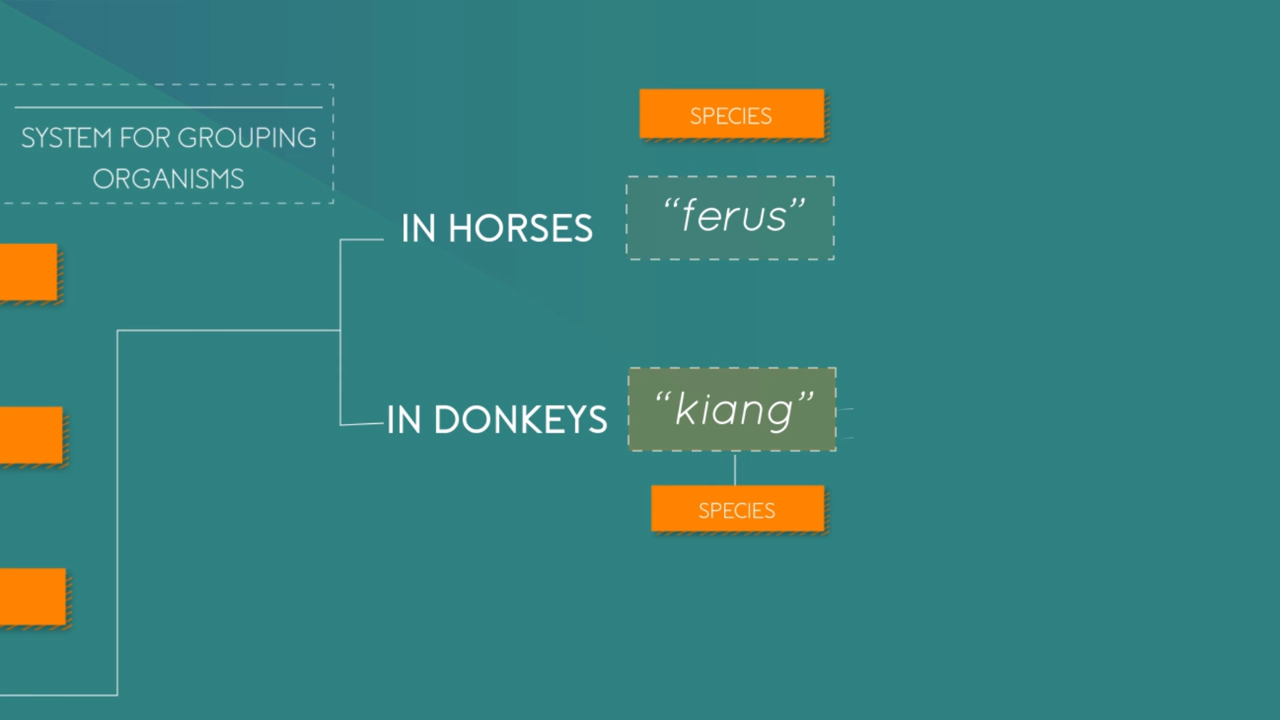 SYSTEM FOR GROUPING
ORGANISMS
SPECIES
IN HORSES
“ferus”
IN DONKEYS
“kiang”
SPECIES